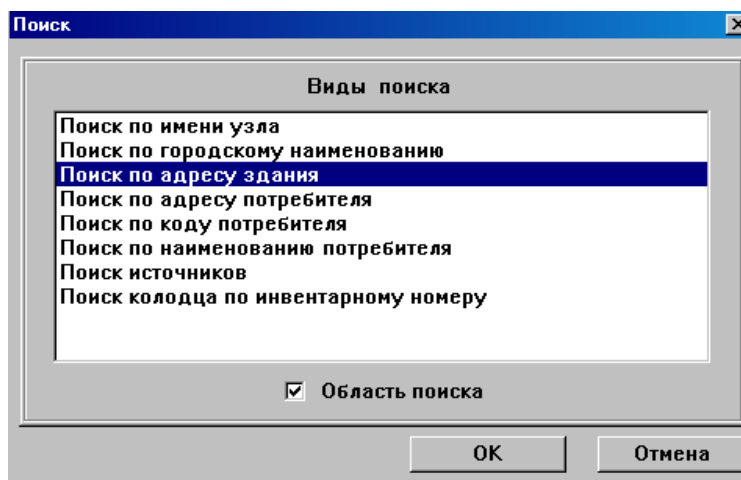 Поиск
Виды поиска
Поиск по имени узла
Поиск по городскому наименованию
Поиск по адресу здания
Поиск по адресу потребителя
Поиск по коду потребителя
Поиск по наименованию потребителя
Поиск источников
Поиск колодца по инвентарному номеру
Область поиска
OK Отмена